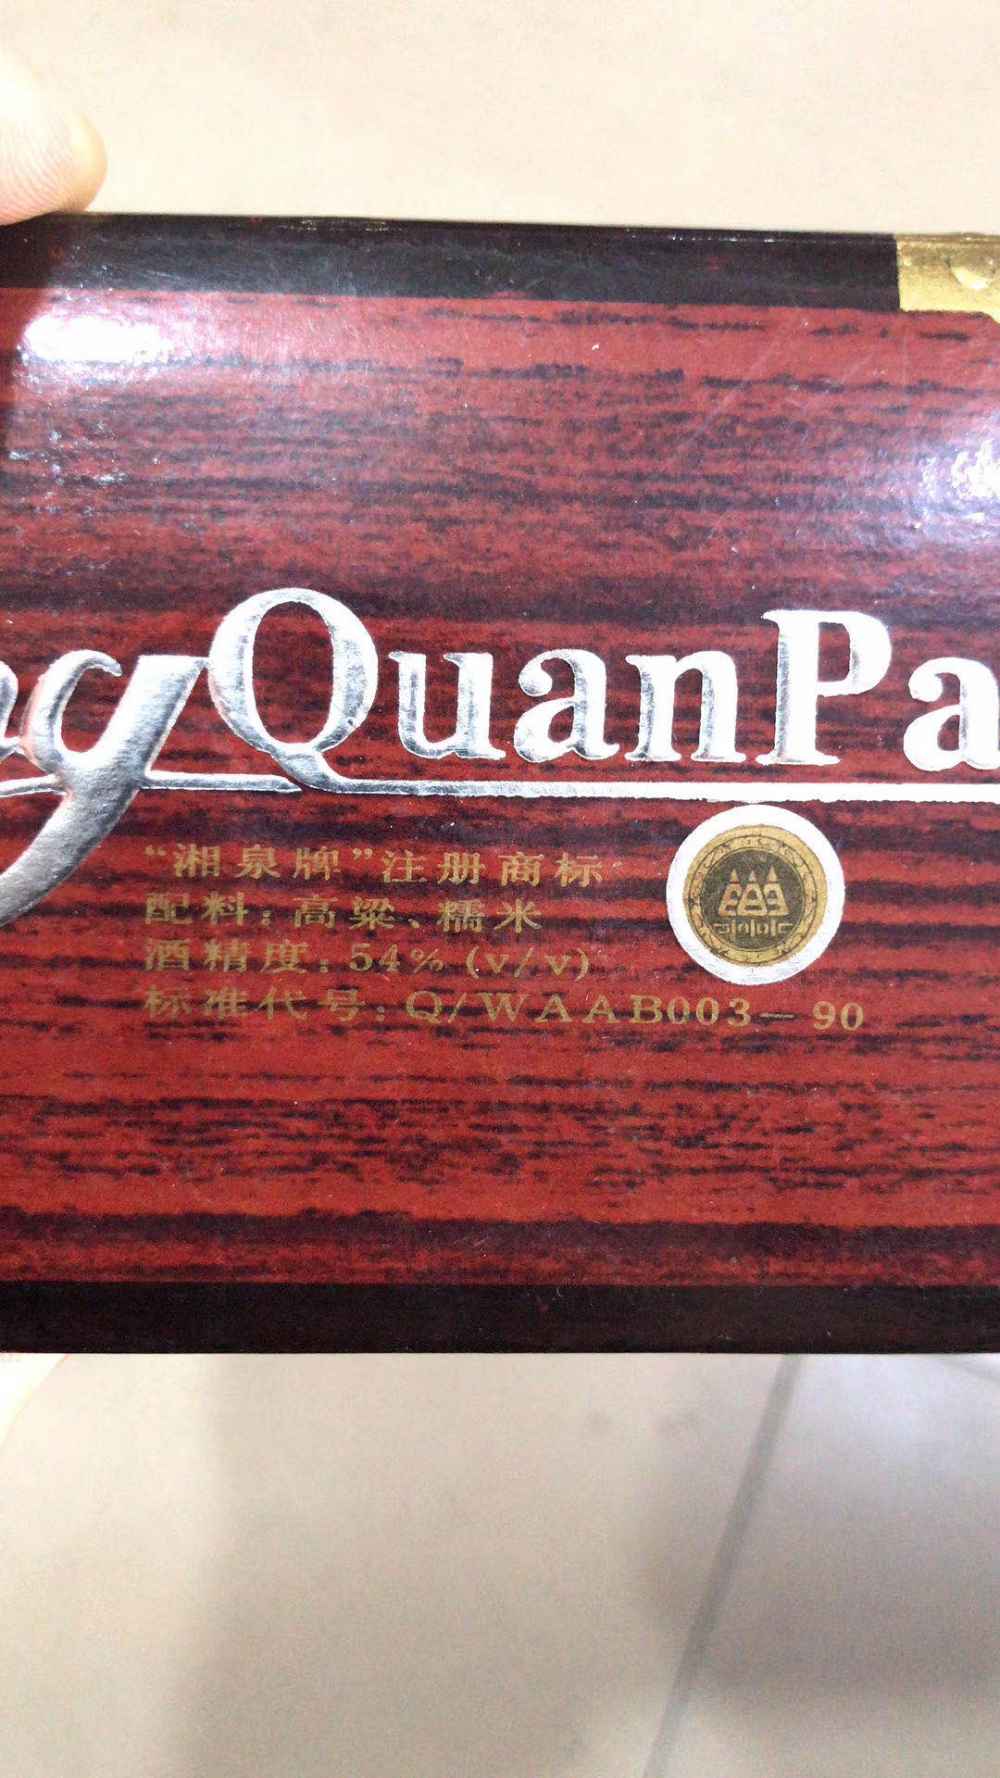 ngQuanPa
“湘泉牌”注册商标
配料：高粱、糯米
酒精度：54% (v/v)
标准代号：Q/WAAB003－90